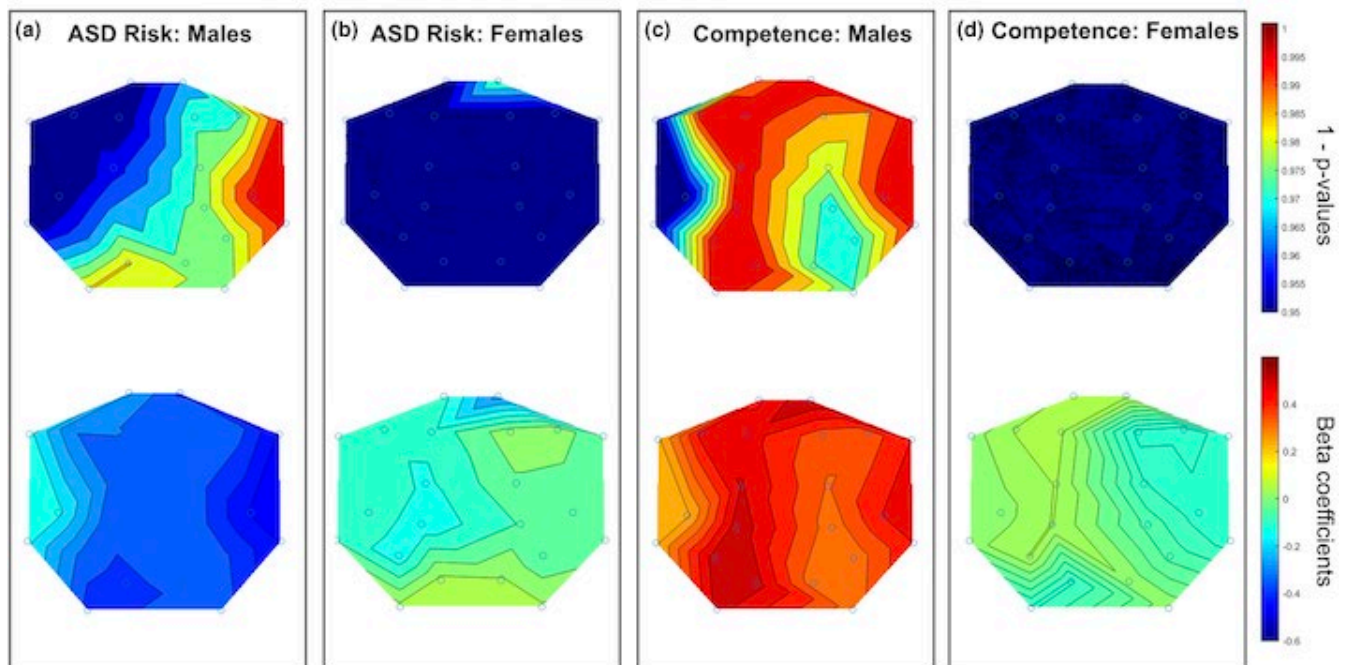 (a) ASD Risk: Males
(b) ASD Risk: Females
(c) Competence: Males
(d) Competence: Females
1
0.995
0.99
0.985
0.98
0.975
0.97
0.965
0.96
0.955
0.95
1 - p-values
0.4
0.2
0
-0.2
-0.4
-0.6
Beta coefficients